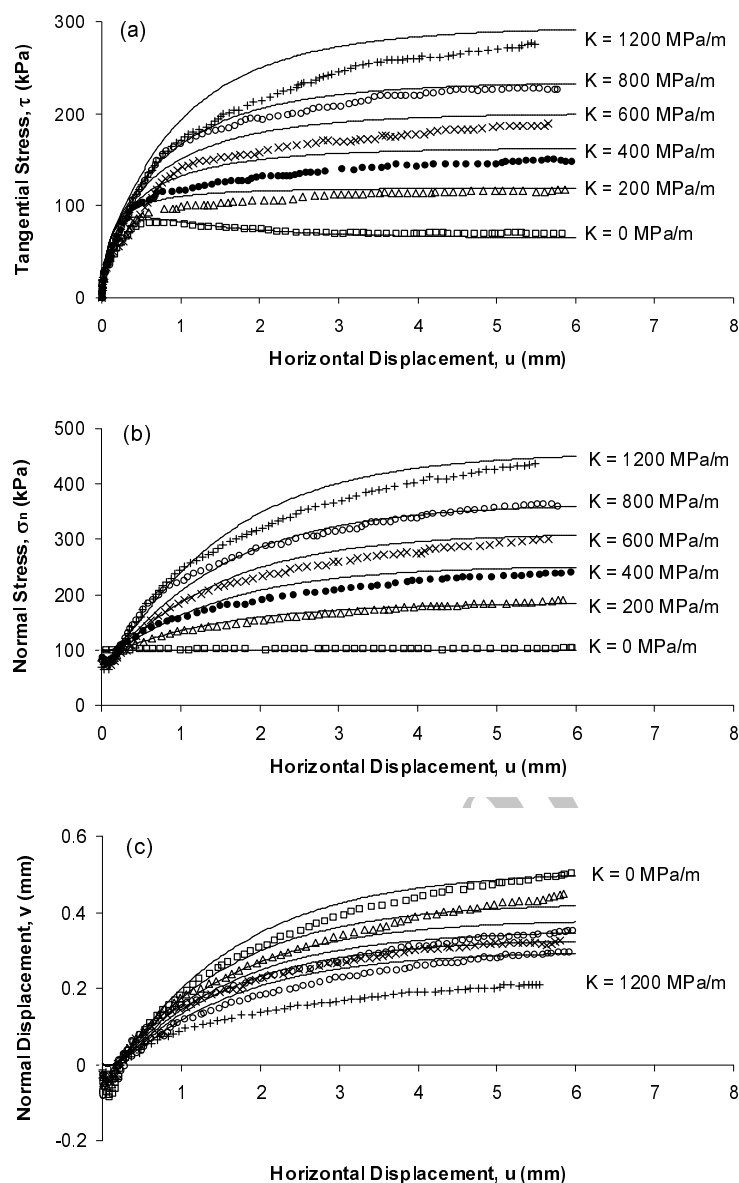 (a)
300
200
100
0
Tangential Stress, τ (kPa)
K = 1200 MPa/m
K = 800 MPa/m
K = 600 MPa/m
K = 400 MPa/m
K = 200 MPa/m
K = 0 MPa/m
0 1 2 3 4 5 6 7 8
Horizontal Displacement, u (mm)
(b)
500
400
300
200
100
0
Normal Stress, σn (kPa)
K = 1200 MPa/m
K = 800 MPa/m
K = 600 MPa/m
K = 400 MPa/m
K = 200 MPa/m
K = 0 MPa/m
0 1 2 3 4 5 6 7 8
Horizontal Displacement, u (mm)
(c)
0.6
0.4
0.2
0
-0.2
Normal Displacement, v (mm)
K = 0 MPa/m
K = 1200 MPa/m
0 1 2 3 4 5 6 7 8
Horizontal Displacement, u (mm)